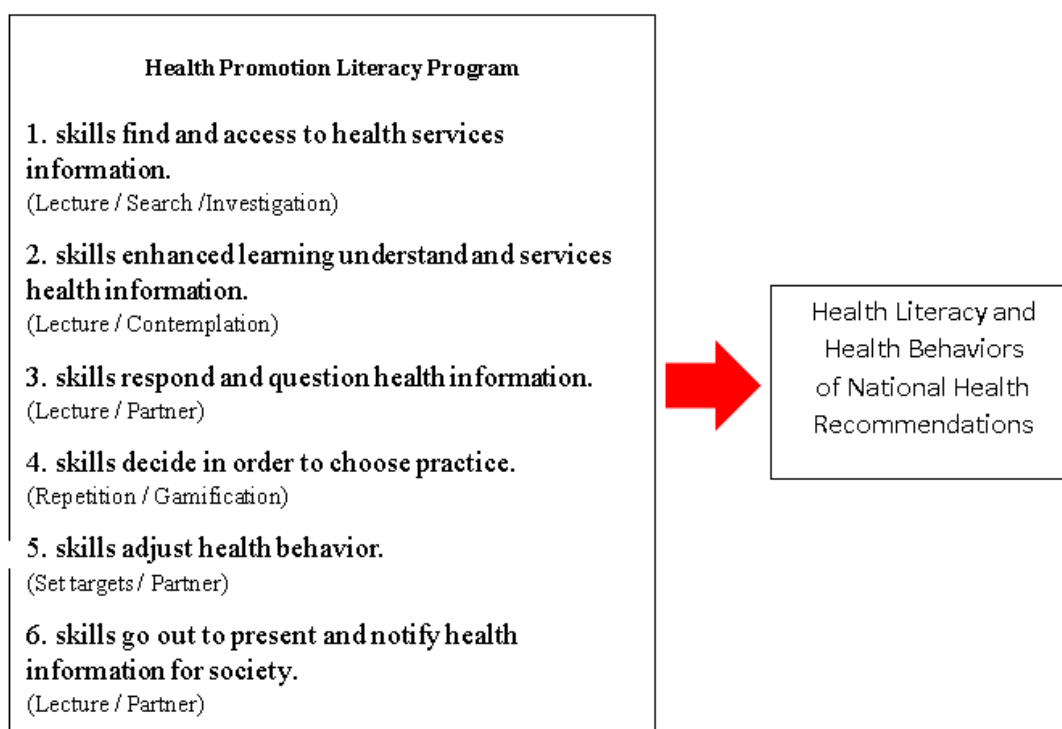 Health Promotion Literacy Program
1. skills find and access to health services
information.
(Lecture / Search /Investigation)
2. skills enhanced learning understand and services
health information.
(Lecture / Contemplation)
3. skills respond and question health information.
(Lecture / Partner)
4. skills decide in order to choose practice.
(Repetition / Gamification)
5. skills adjust health behavior.
(Set targets / Partner)
6. skills go out to present and notify health
information for society.
(Lecture / Partner)
Health Literacy and
Health Behaviors
of National Health
Recommendations